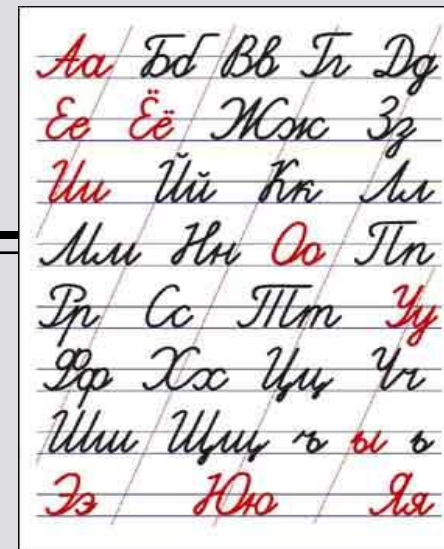 Аа Бб Вв Гг Дд
Ее Ёё Жж Зз
Ии Йй Кк Лл
Мм Нн Оо Пп
Рр Сс Тт Уу
Фф Хх Цц Чч
Шш Щщ ъ ы ь
Ээ Юю Яя